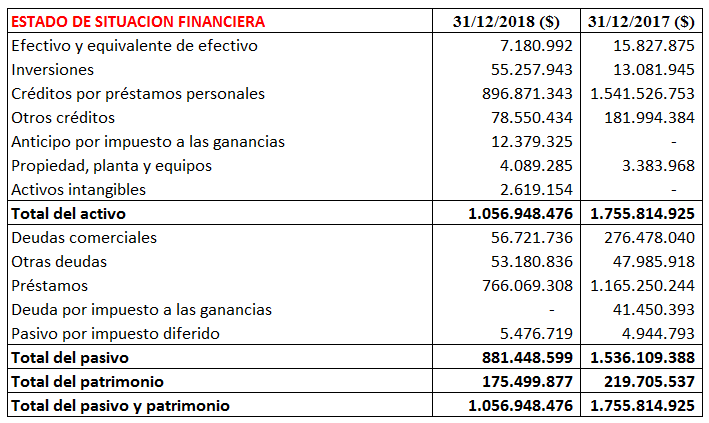 ESTADO DE SITUACION FINANCIERA 31/12/2018 ($) 31/12/2017 ($)
Efectivo y equivalente de efectivo 7.180.992 15.827.875
Inversiones 55.257.943 13.081.945
Créditos por préstamos personales 896.871.343 1.541.526.753
Otros créditos 78.550.434 181.994.384
Anticipo por impuesto a las ganancias 12.379.325 -
Propiedad, planta y equipos 4.089.285 3.383.968
Activos intangibles 2.619.154 -
Total del activo 1.056.948.476 1.755.814.925
Deudas comerciales 56.721.736 276.478.040
Otras deudas 53.180.836 47.985.918
Préstamos 766.069.308 1.165.250.244
Deuda por impuesto a las ganancias - 41.450.393
Pasivo por impuesto diferido 5.476.719 4.944.793
Total del pasivo 881.448.599 1.536.109.388
Total del patrimonio 175.499.877 219.705.537
Total del pasivo y patrimonio 1.056.948.476 1.755.814.925